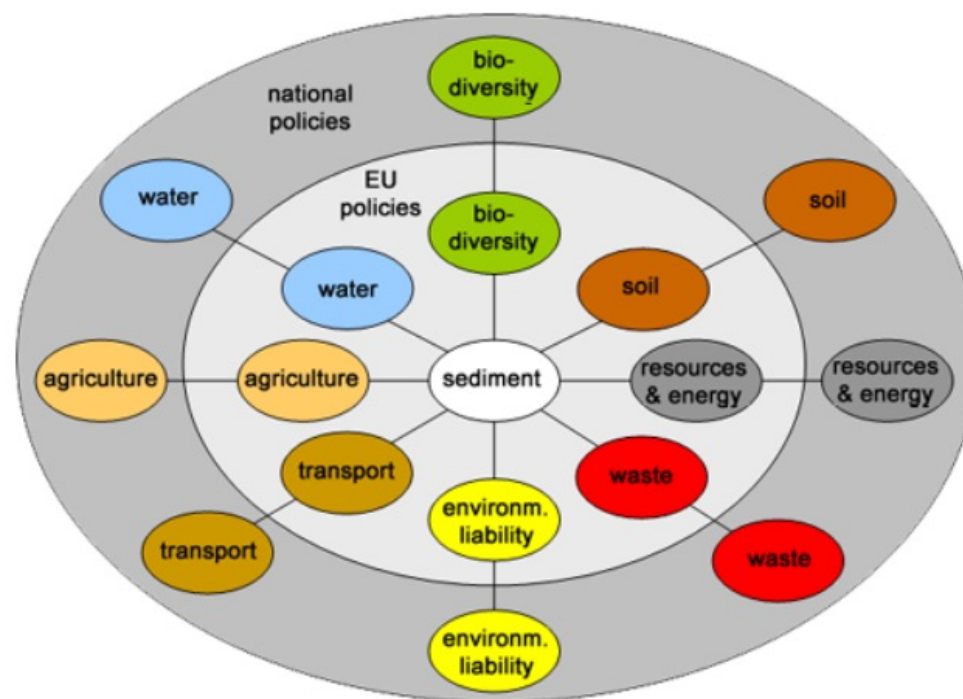 bio-
diversity
national
policies
water
soil
EU
policies
bio-
diversity
water
soil
agriculture
agriculture
sediment
resources
& energy
resources
& energy
transport
waste
environm.
liability
transport
waste
environm.
liability